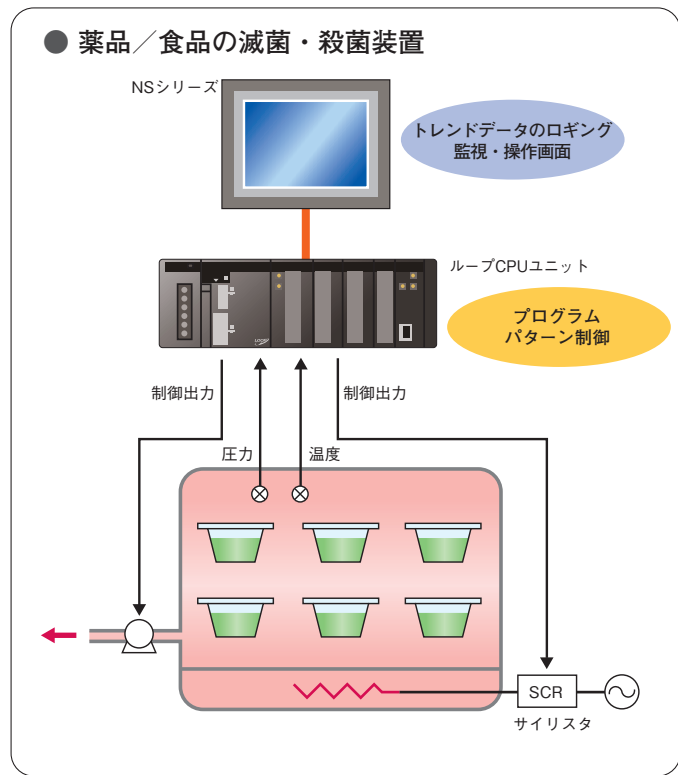 ● 薬品／食品の滅菌・殺菌装置
NSシリーズ
トレンドデータのロギング
監視・操作画面
ループCPUユニット
プログラム
パターン制御
制御出力
制御出力
圧力
温度
SCR
サイリスタ